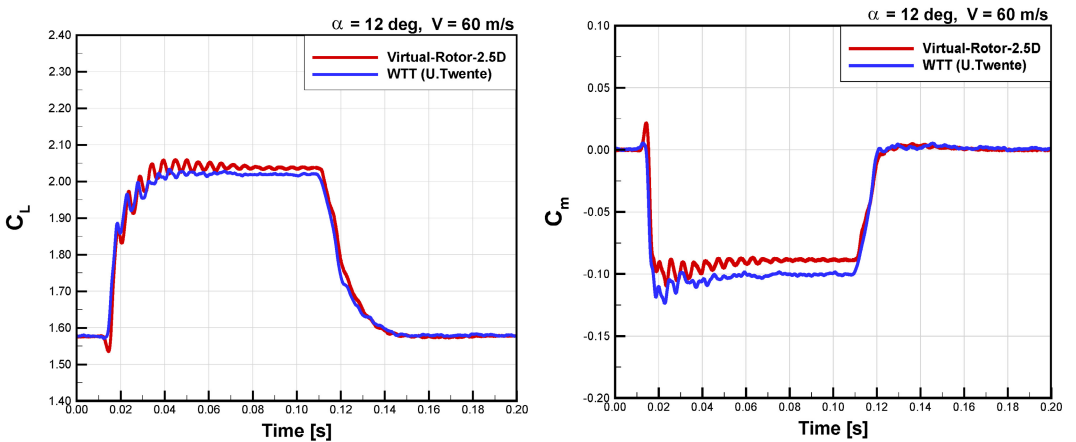 α = 12 deg, V = 60 m/s
2.40
2.30
2.20
2.10
2.00
1.90
1.80
1.70
1.60
1.50
1.40
C_L
Virtual-Rotor-2.5D
WTT (U.Twente)
0.00 0.02 0.04 0.06 0.08 0.10 0.12 0.14 0.16 0.18 0.20
Time [s]
α = 12 deg, V = 60 m/s
0.10
0.05
0.00
-0.05
-0.10
-0.15
-0.20
C_m
Virtual-Rotor-2.5D
WTT (U.Twente)
0.00 0.02 0.04 0.06 0.08 0.10 0.12 0.14 0.16 0.18 0.20
Time [s]